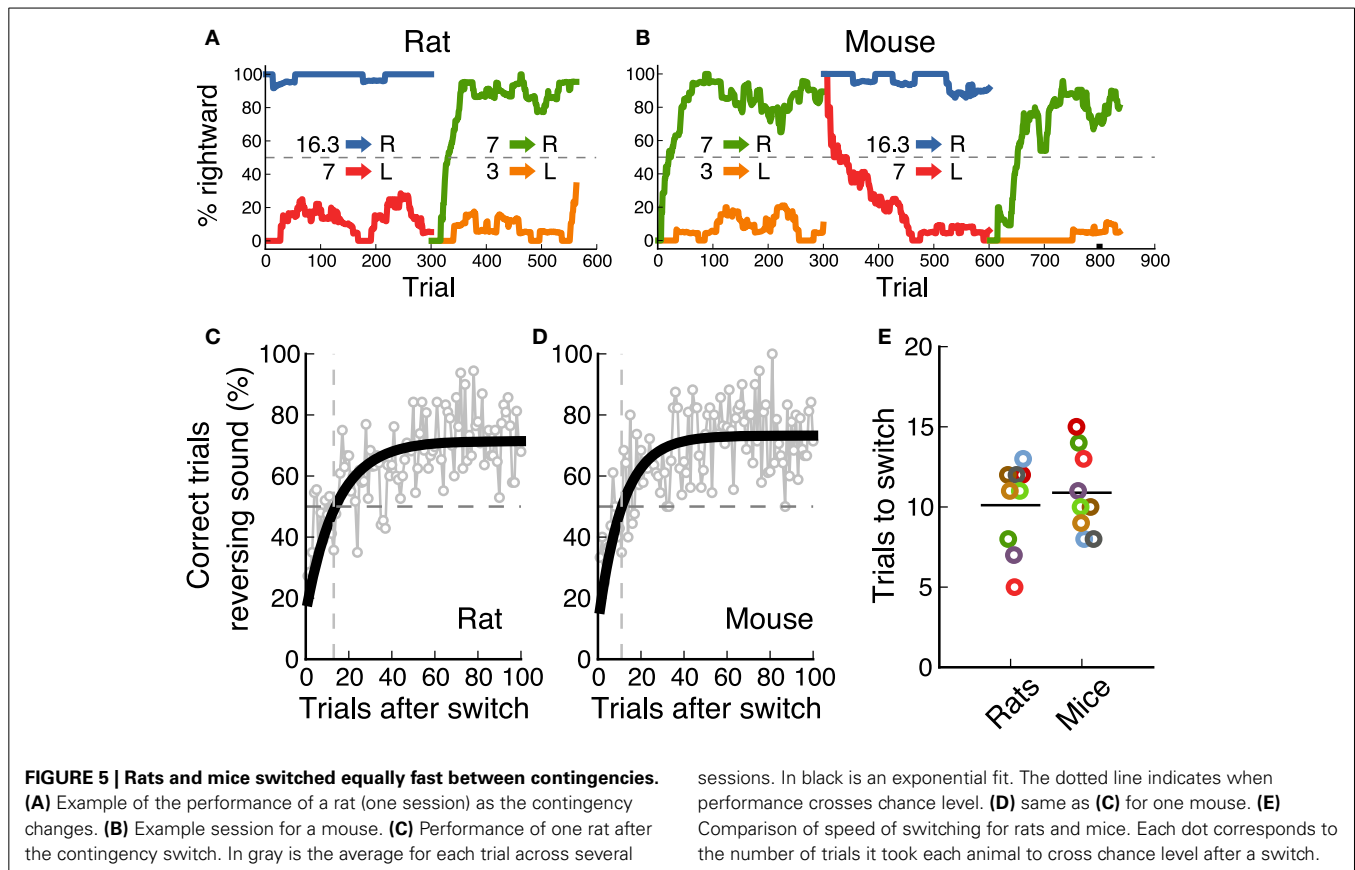 A
Rat
B
Mouse
% rightward
100
80
60
40
20
0
16.3 R
7 L
7 R
3 L
0 100 200 300 400 500 600
Trial
7 R
3 L
16.3 R
7 L
0 100 200 300 400 500 600 700 800 900
Trial
C
Correct trials
reversing sound (%)
100
80
60
40
20
0
Rat
0 20 40 60 80 100
Trials after switch
D
100
80
60
40
20
0
Mouse
0 20 40 60 80 100
Trials after switch
E
Trials to switch
20
15
10
5
0
Rats
Mice
FIGURE 5 | Rats and mice switched equally fast between contingencies.
(A) Example of the performance of a rat (one session) as the contingency
changes. (B) Example session for a mouse. (C) Performance of one rat after
the contingency switch. In gray is the average for each trial across several
sessions. In black is an exponential fit. The dotted line indicates when
performance crosses chance level. (D) same as (C) for one mouse. (E)
Comparison of speed of switching for rats and mice. Each dot corresponds to
the number of trials it took each animal to cross chance level after a switch.